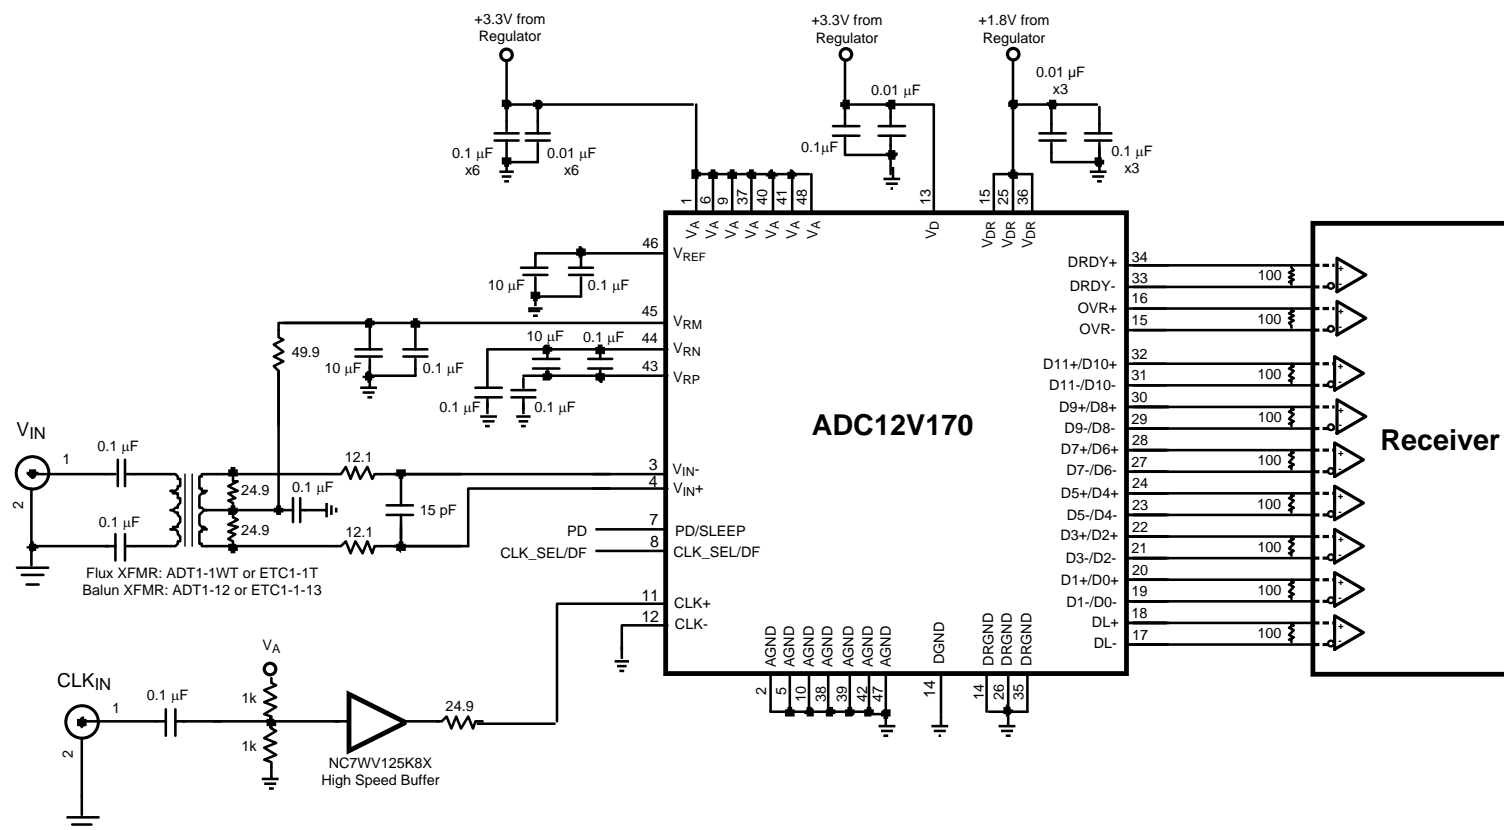 +3.3V from
Regulator
+3.3V from
Regulator
+1.8V from
Regulator
0.1 µF
x6
0.01 µF
x6
0.1µF
0.01 µF
0.01 µF
x3
0.1 µF
x3
1
6
9
37
40
41
48
13
15
25
36
VA
VA
VA
VA
VA
VA
VA
VD
VDR
VDR
VDR
46
VREF
10 µF
0.1 µF
45
VRM
49.9
10 µF
0.1 µF
44
VRN
10 µF
0.1 µF
43
VRP
0.1 µF
0.1 µF
VIN
1
2
0.1 µF
0.1 µF
24.9
24.9
0.1 µF
12.1
12.1
15 pF
3
VIN-
4
VIN+
PD
7
PD/SLEEP
CLK_SEL/DF
8
CLK_SEL/DF
Flux XFMR: ADT1-1WT or ETC1-1T
Balun XFMR: ADT1-12 or ETC1-1-13
11
CLK+
12
CLK-
VA
CLKIN
1
2
0.1 µF
1k
1k
24.9
NC7WV125K8X
High Speed Buffer
ADC12V170
AGND
AGND
AGND
AGND
AGND
AGND
AGND
DGND
DRGND
DRGND
DRGND
2
5
10
38
39
42
47
14
14
26
35
DRDY+
34
DRDY-
33
100
OVR+
16
OVR-
15
100
D11+/D10+
32
D11-/D10-
31
100
D9+/D8+
30
D9-/D8-
29
100
D7+/D6+
28
D7-/D6-
27
100
D5+/D4+
24
D5-/D4-
23
100
D3+/D2+
22
D3-/D2-
21
100
D1+/D0+
20
D1-/D0-
19
100
DL+
18
DL-
17
100
+
-
+
-
+
-
+
-
+
-
+
-
+
-
+
-
+
-
Receiver